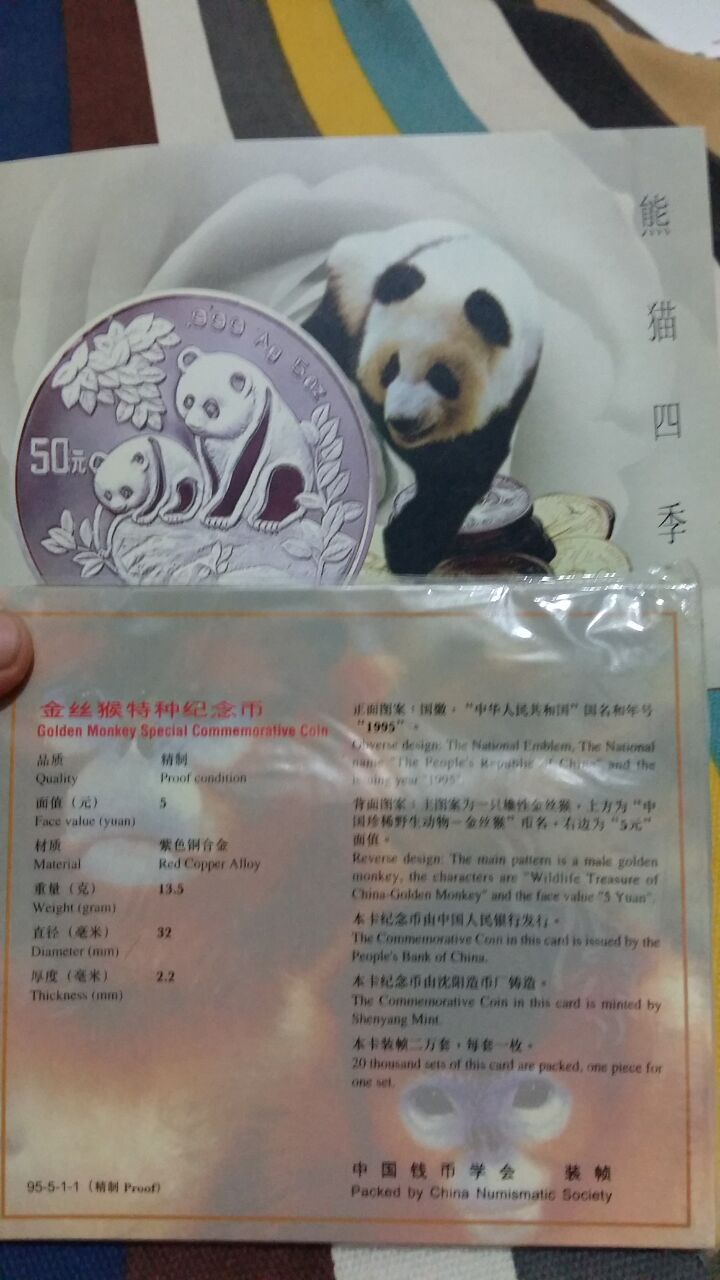 熊猫四季
.999 Ag 5oz
50元
金丝猴特种纪念币
Golden Monkey Special Commemorative Coin
品质 精制
Quality Proof condition
面值（元） 5
Face value (yuan)
材质 紫色铜合金
Material Red Copper Alloy
重量（克） 13.5
Weight (gram)
直径（毫米） 32
Diameter (mm)
厚度（毫米） 2.2
Thickness (mm)
正面图案：国徽，“中华人民共和国”国名和年号
“1995”。
Obverse design: The National Emblem, The National
name "The People's Republic of China" and the
issuing year "1995"
背面图案：主图案为一只雄性金丝猴，上方为“中
国珍稀野生动物－金丝猴”币名，右边为“5元”
面值。
Reverse design: The main pattern is a male golden
monkey, the characters are "Wildlife Treasure of
China-Golden Monkey" and the face value "5 Yuan".
本卡纪念币由中国人民银行发行。
The Commemorative Coin in this card is issued by the
People's Bank of China.
本卡纪念币由沈阳造币厂铸造。
The Commemorative Coin in this card is minted by
Shenyang Mint.
本卡装帧二万套，每套一枚。
20 thousand sets of this card are packed, one piece for
one set.
95-5-1-1（精制 Proof）
中国钱币学会 装帧
Packed by China Numismatic Society